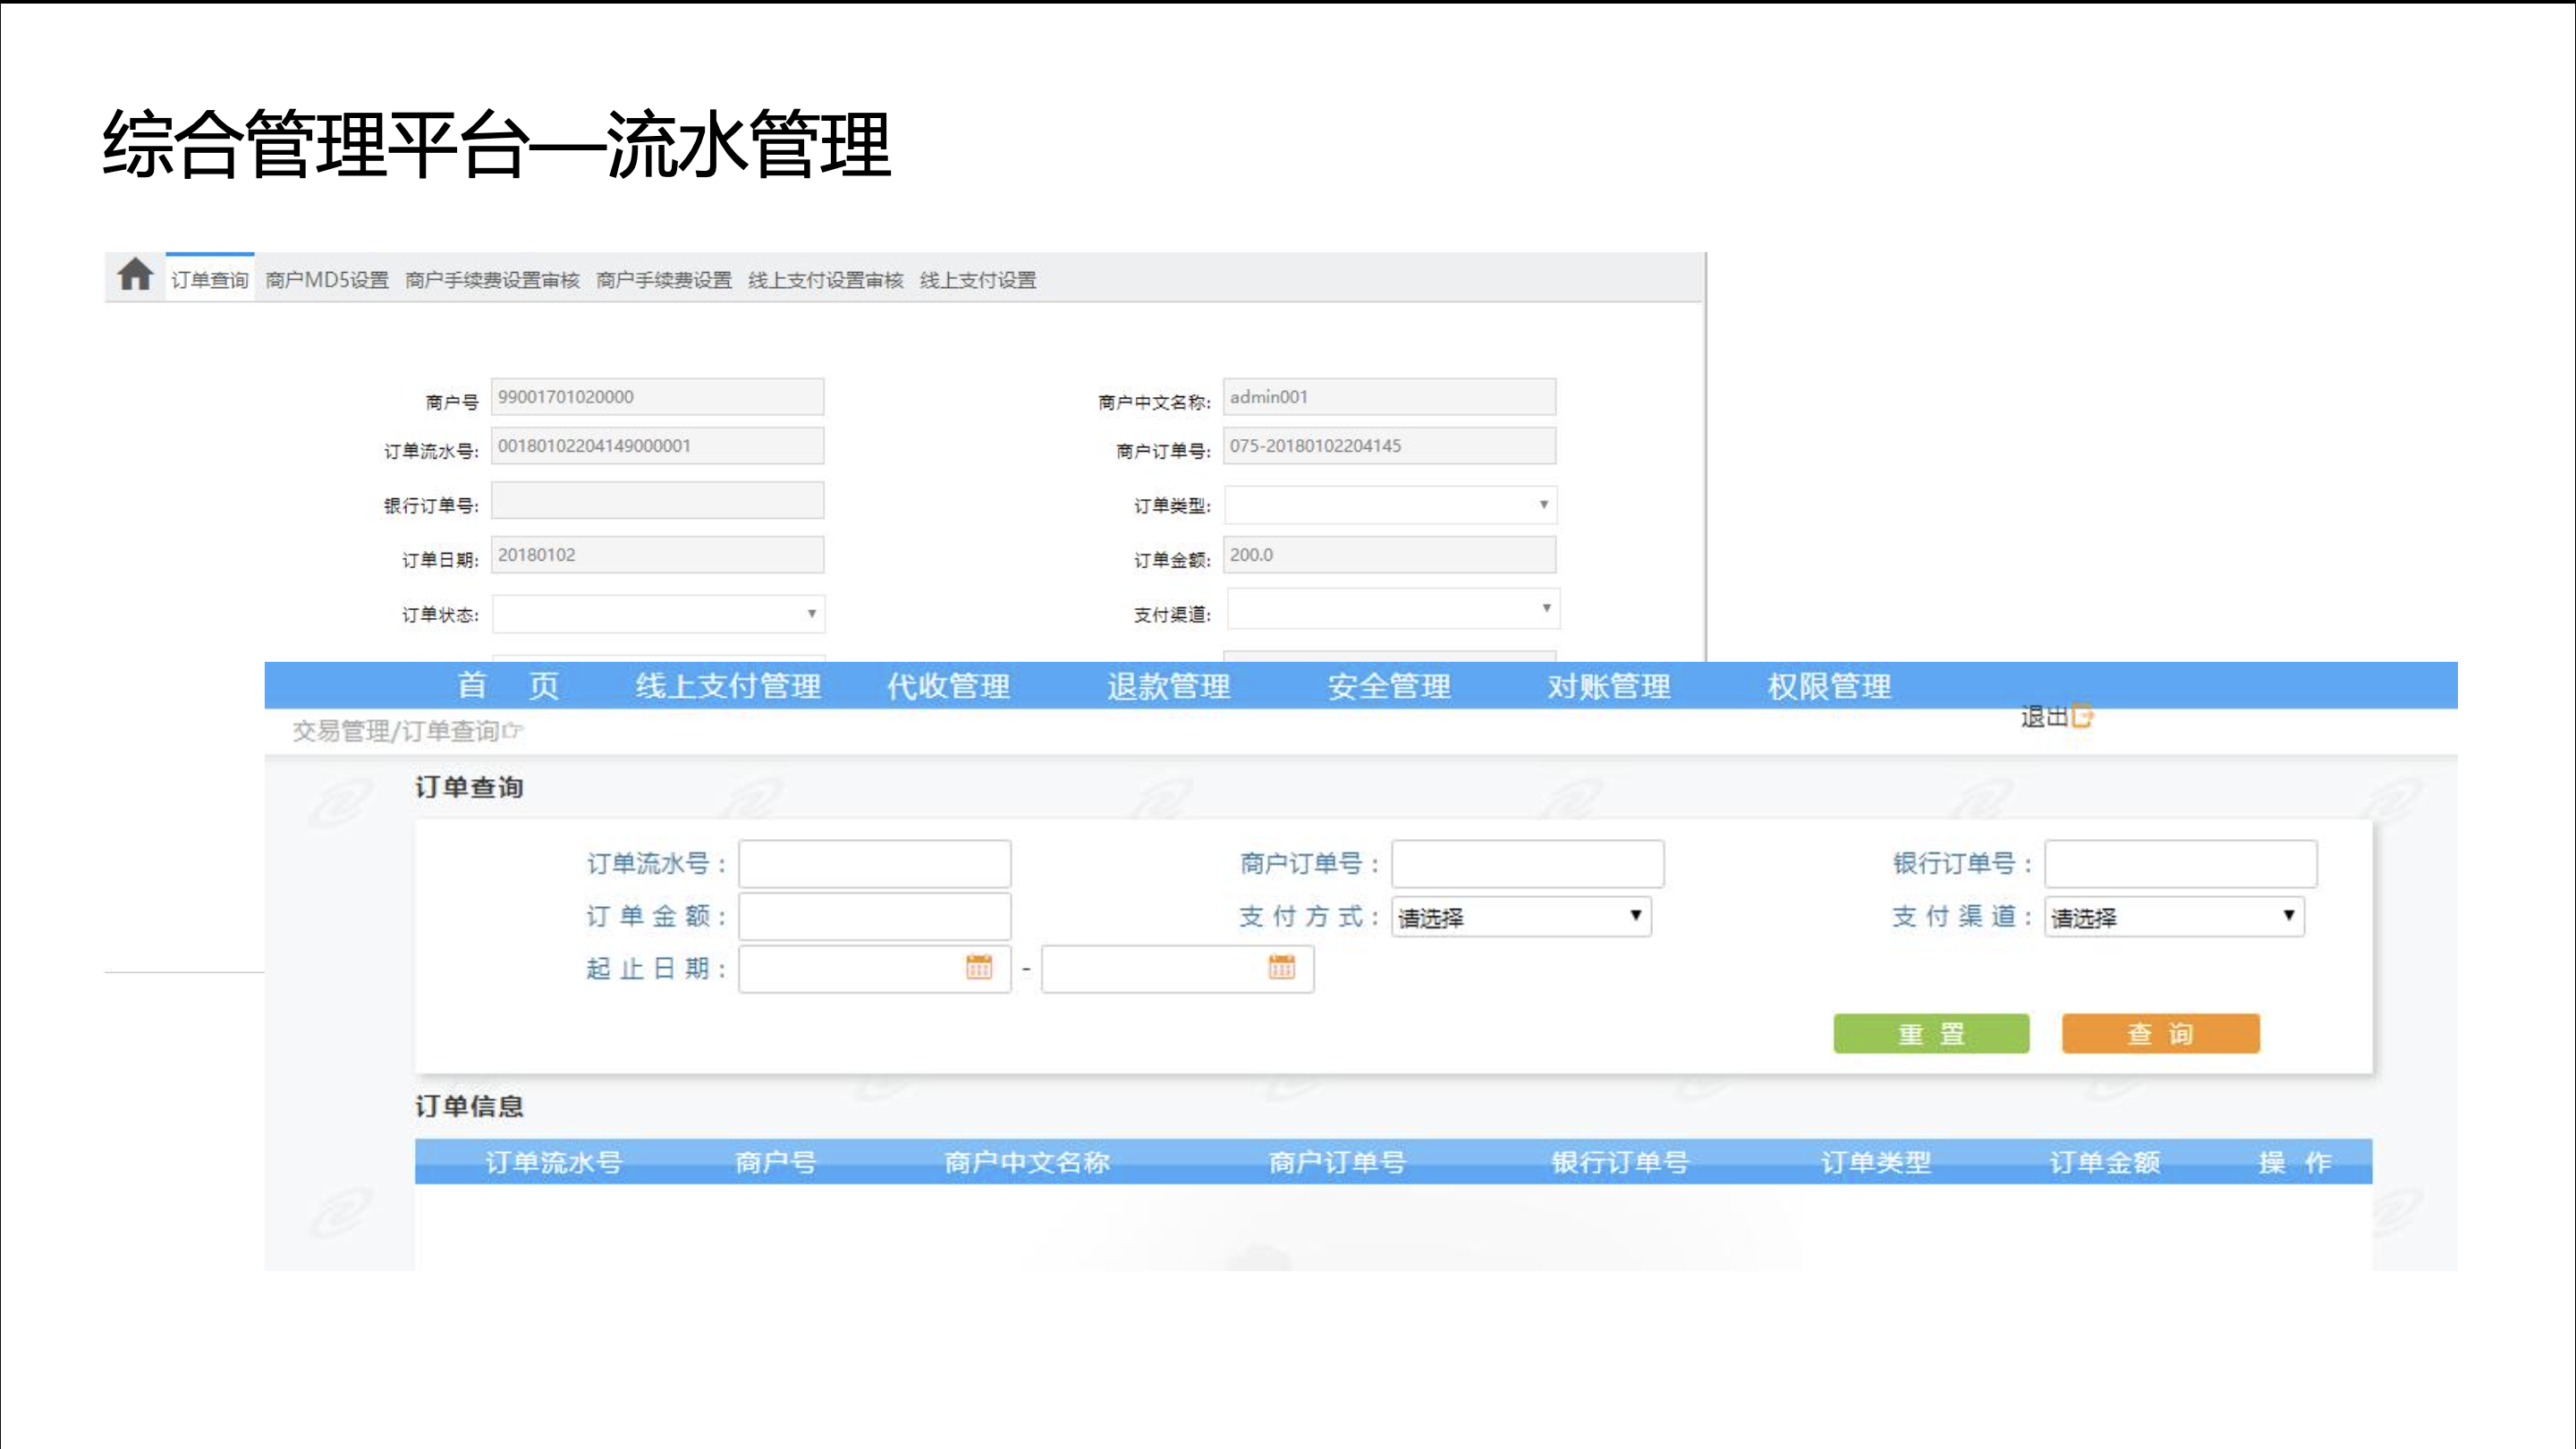 综合管理平台—流水管理
订单查询 商户MD5设置 商户手续费设置审核 商户手续费设置 线上支付设置审核 线上支付设置
商户号 99001701020000 商户中文名称: admin001
订单流水号: 00180102204149000001 商户订单号: 075-20180102204145
银行订单号: 订单类型:
订单日期: 20180102 订单金额: 200.0
订单状态: 支付渠道:
首 页 线上支付管理 代收管理 退款管理 安全管理 对账管理 权限管理
交易管理/订单查询 退出
订单查询
订单流水号： 商户订单号： 银行订单号：
订单金额： 支付方式： 请选择 支付渠道： 请选择
起止日期： -
重 置 查 询
订单信息
订单流水号 商户号 商户中文名称 商户订单号 银行订单号 订单类型 订单金额 操 作